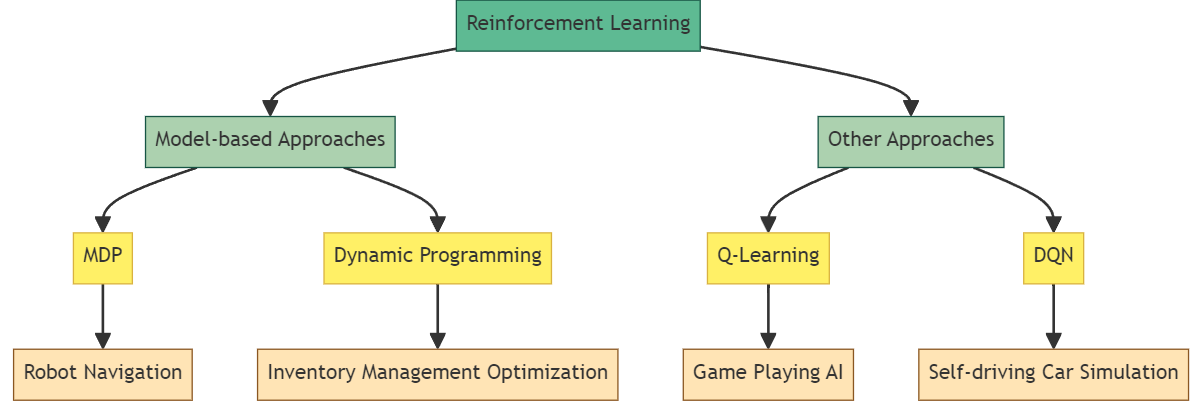 Reinforcement Learning
Model-based Approaches
Other Approaches
MDP
Dynamic Programming
Q-Learning
DQN
Robot Navigation
Inventory Management Optimization
Game Playing AI
Self-driving Car Simulation